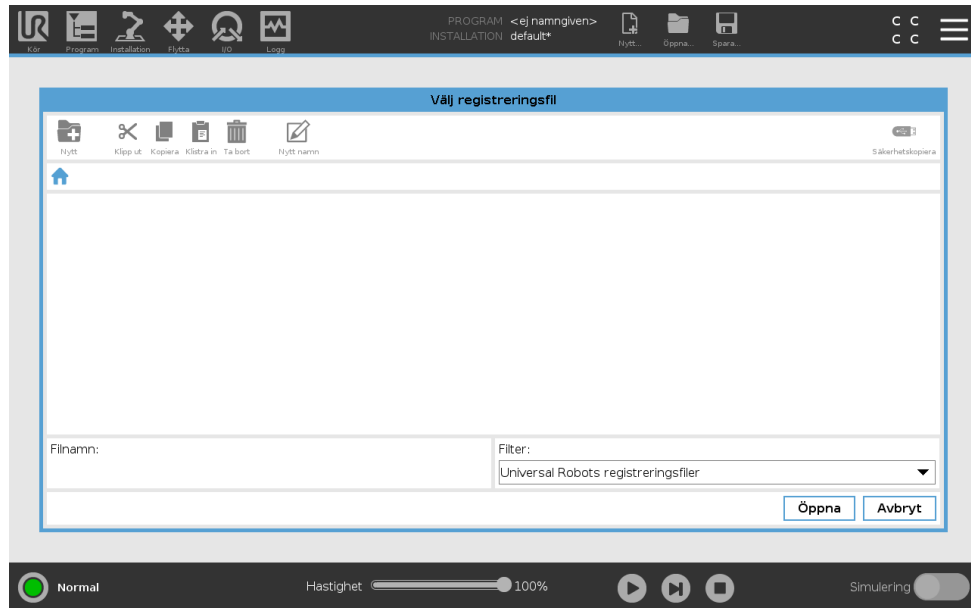 PROGRAM <ej namngiven>
INSTALLATION default*
Kör Program Installation Flytta I/O Logg
Nytt... Öppna... Spara...
C C
C C
Välj registreringsfil
Nytt Klipp ut Kopiera Klistra in Ta bort Nytt namn Säkerhetskopiera
Filnamn:
Filter:
Universal Robots registreringsfiler
Öppna Avbryt
Normal Hastighet 100% Simulering